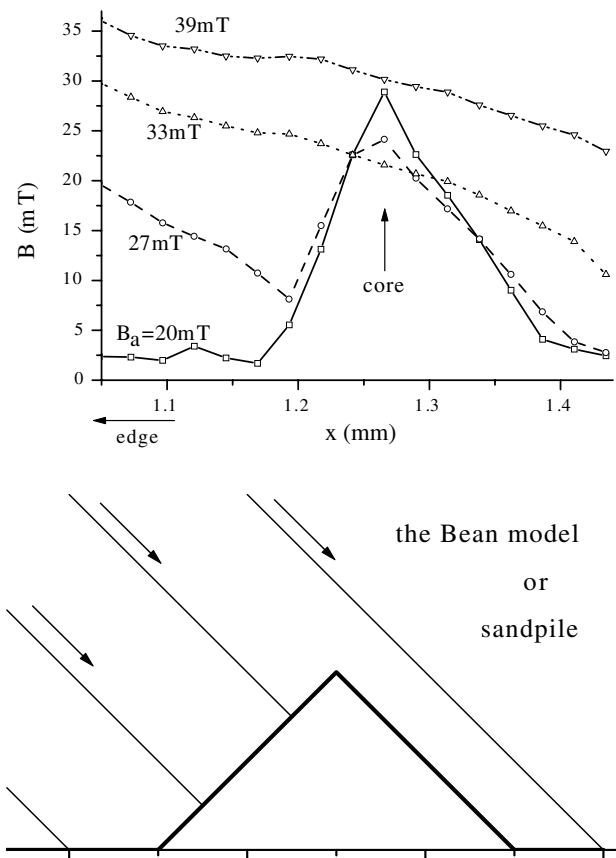 35
39mT
30
25
33mT
20
B (mT)
15
27mT
10
core
5
Bₐ=20mT
0
1.1
1.2
1.3
1.4
edge
x (mm)
the Bean model
or
sandpile